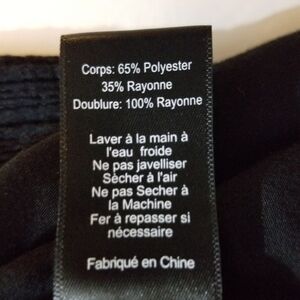 Corps: 65% Polyester
35% Rayonne
Doublure: 100% Rayonne
Laver à la main à
l'eau froide
Ne pas javelliser
Sècher à l'air
Ne pas Secher à
la Machine
Fer à repasser si
nécessaire
Fabriqué en Chine